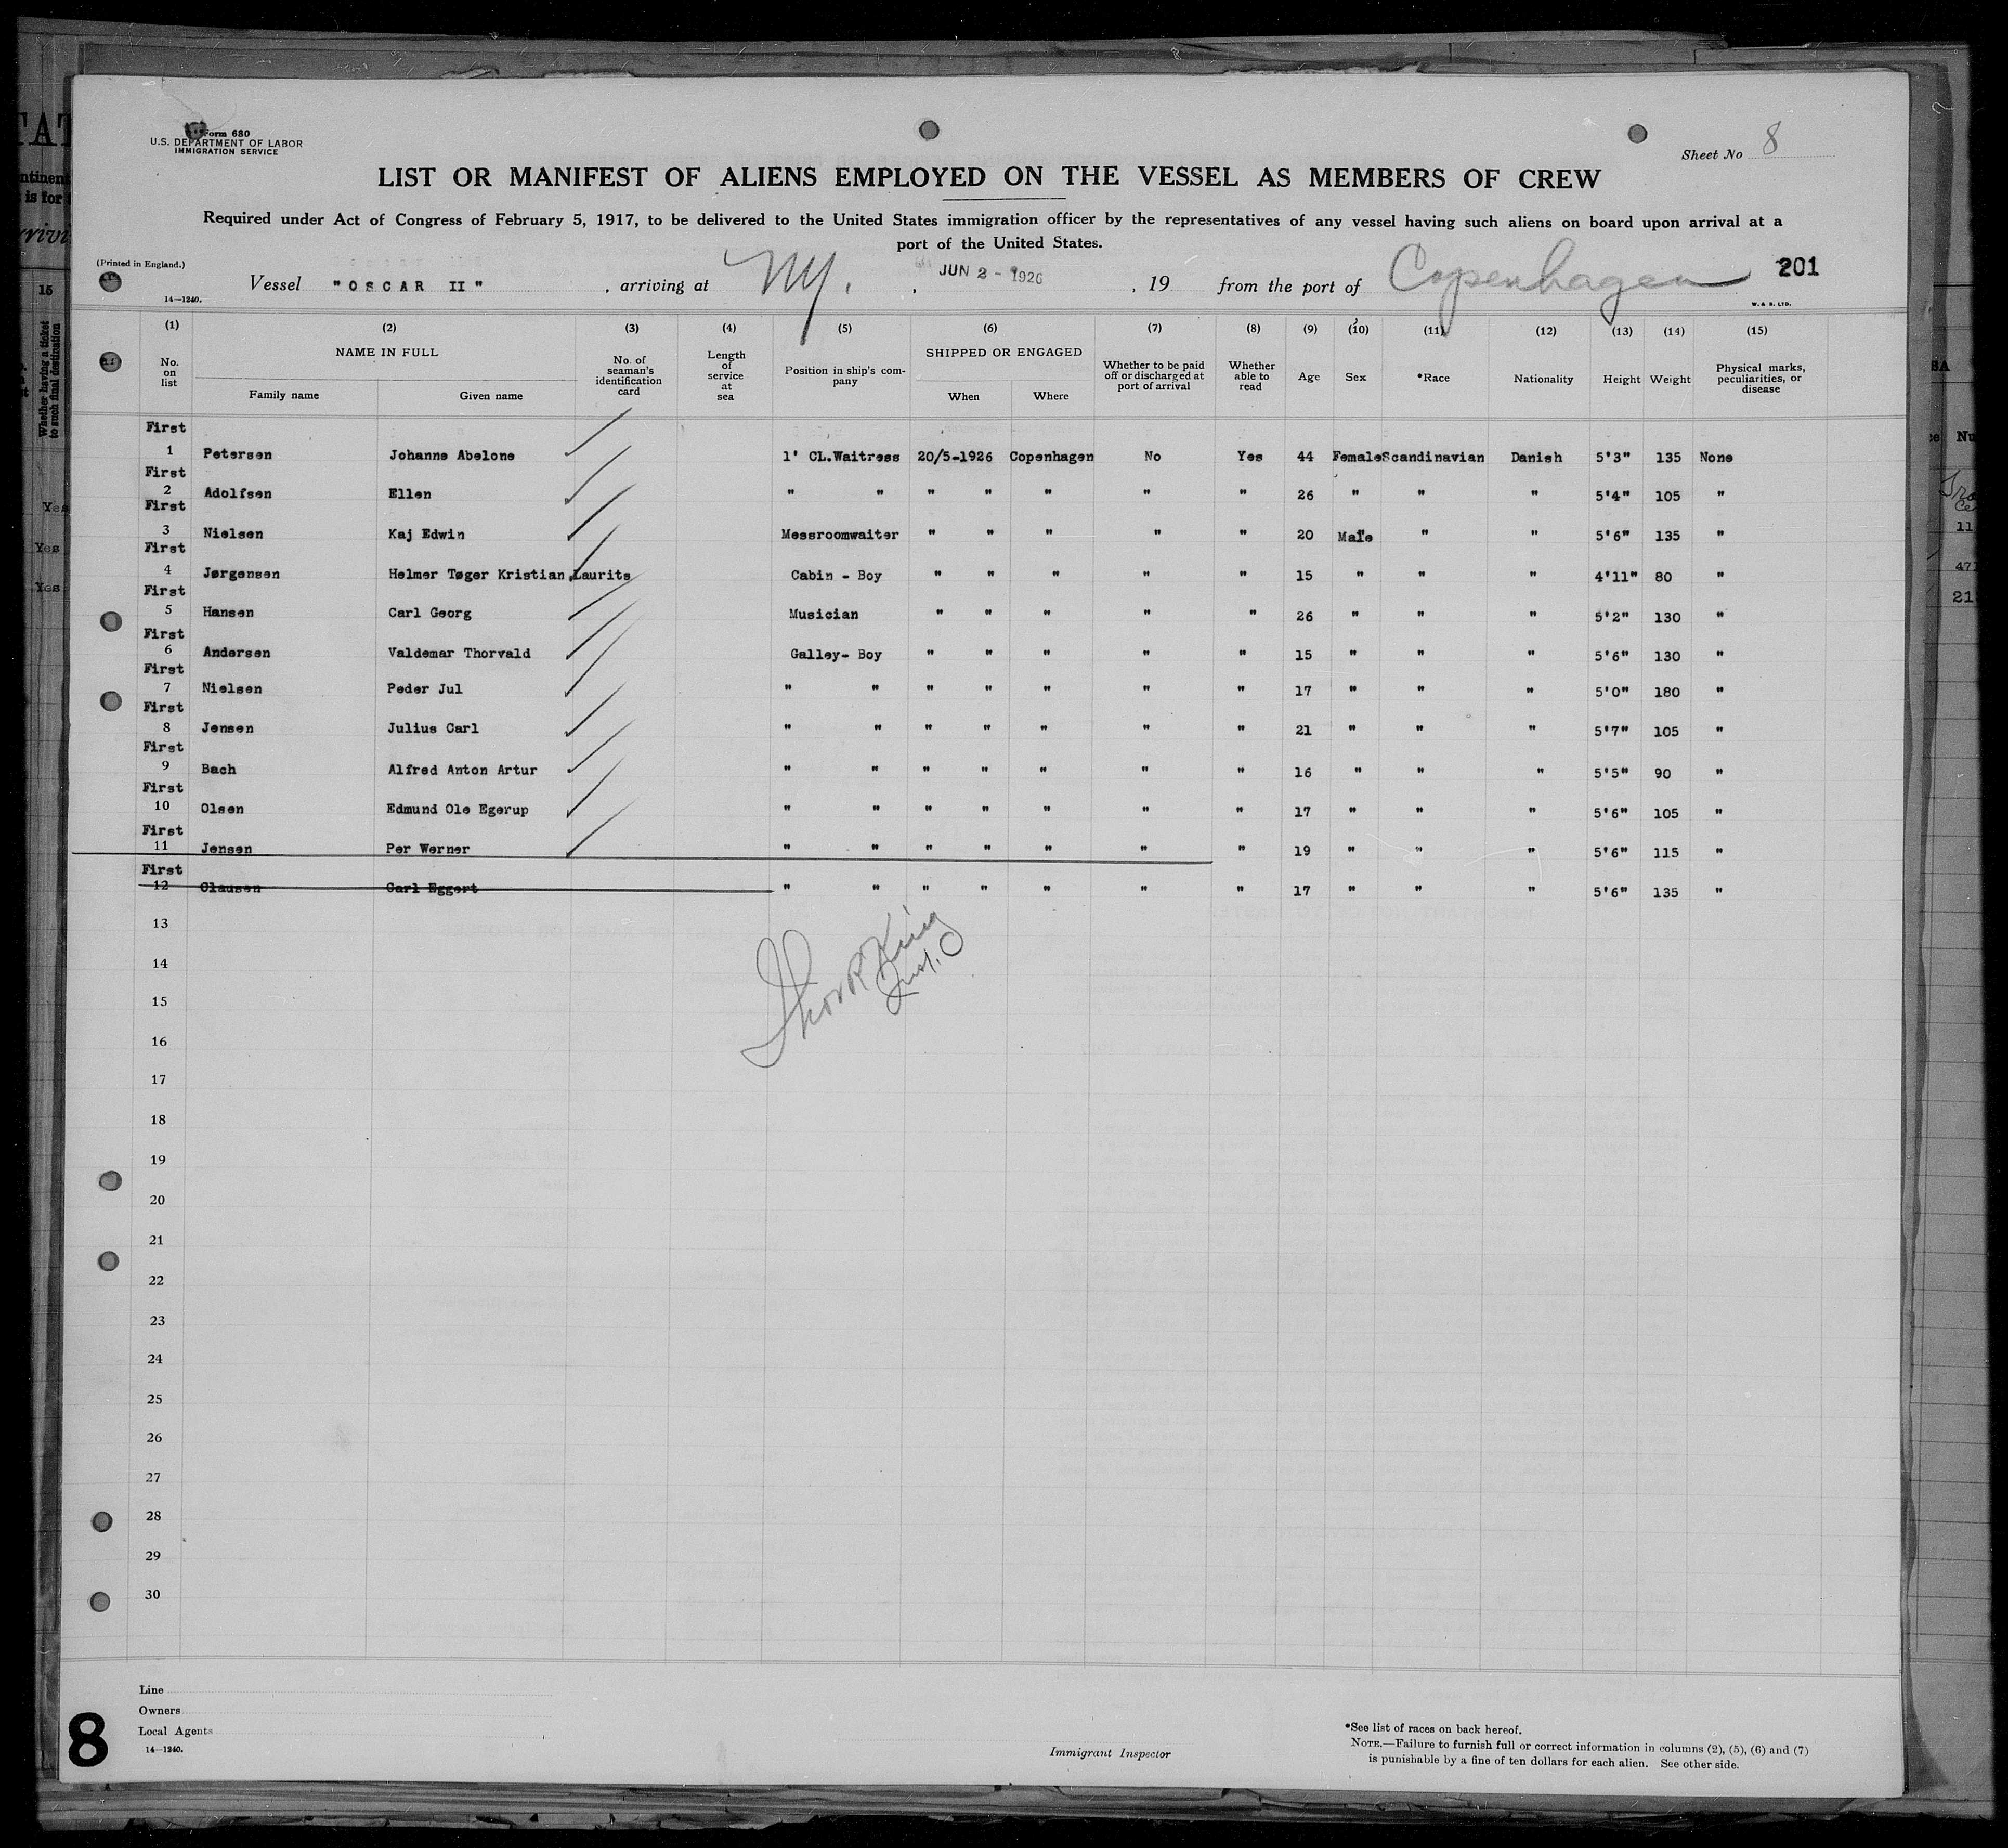 Form 680
U.S. DEPARTMENT OF LABOR
IMMIGRATION SERVICE
Sheet No 8
LIST OR MANIFEST OF ALIENS EMPLOYED ON THE VESSEL AS MEMBERS OF CREW
Required under Act of Congress of February 5, 1917, to be delivered to the United States immigration officer by the representatives of any vessel having such aliens on board upon arrival at a
port of the United States.
(Printed in England.)
Vessel "OSCAR II" , arriving at NY. , JUN 2 - 1926 , 19 from the port of Copenhagen 201
14—1240. W. & S. LTD.
(1) (2) (3) (4) (5) (6) (7) (8) (9) (10) (11) (12) (13) (14) (15)
No. on list NAME IN FULL Family name Given name No. of seaman's identification card Length of service at sea Position in ship's com-pany SHIPPED OR ENGAGED When Where Whether to be paid off or discharged at port of arrival Whether able to read Age Sex *Race Nationality Height Weight Physical marks, peculiarities, or disease
First
1 Petersen Johanne Abelone 1' CL.Waitress 20/5-1926 Copenhagen No Yes 44 Female Scandinavian Danish 5'3" 135 None
First
2 Adolfsen Ellen " " " " " " " 26 " " " 5'4" 105 "
First
3 Nielsen Kaj Edwin Messroomwaiter " " " " " 20 Male " " 5'6" 135 "
First
4 Jørgensen Helmer Tøger Kristian Laurits Cabin - Boy " " " " " 15 " " " 4'11" 80 "
First
5 Hansen Carl Georg Musician " " " " " 26 " " " 5'2" 130 "
First
6 Andersen Valdemar Thorvald Galley- Boy " " " " " 15 " " " 5'6" 130 "
First
7 Nielsen Peder Jul " " " " " " " 17 " " " 5'0" 180 "
First
8 Jensen Julius Carl " " " " " " " 21 " " " 5'7" 105 "
First
9 Bach Alfred Anton Artur " " " " " " " 16 " " " 5'5" 90 "
First
10 Olsen Edmund Ole Egerup " " " " " " " 17 " " " 5'6" 105 "
First
11 Jensen Per Werner " " " " " " " 19 " " " 5'6" 115 "
First
12 Clausen Carl Eggert " " " " " " " 17 " " " 5'6" 135 "
13
14
15
16
17
18
19
20
21
22
23
24
25
26
27
28
29
30
Line
Owners
Local Agents
14—1240.
8
Immigrant Inspector
*See list of races on back hereof.
NOTE.—Failure to furnish full or correct information in columns (2), (5), (6) and (7)
is punishable by a fine of ten dollars for each alien. See other side.